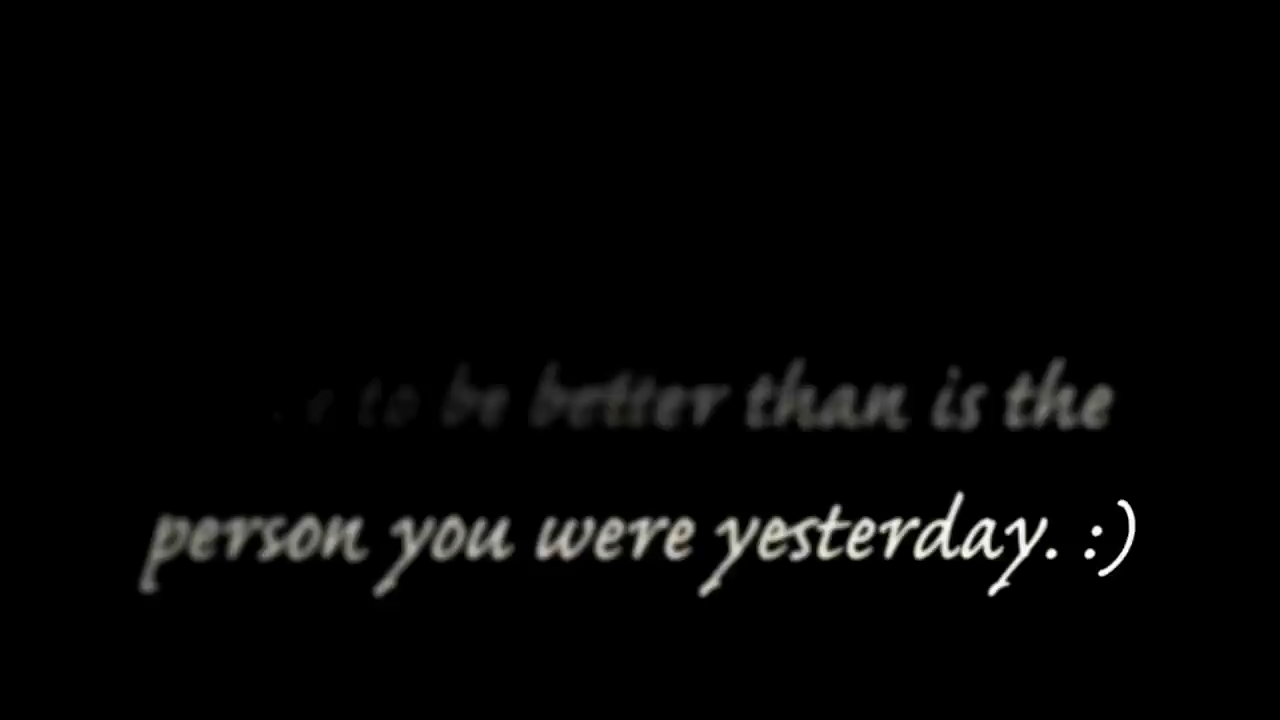 to be better than is the
person you were yesterday. :)